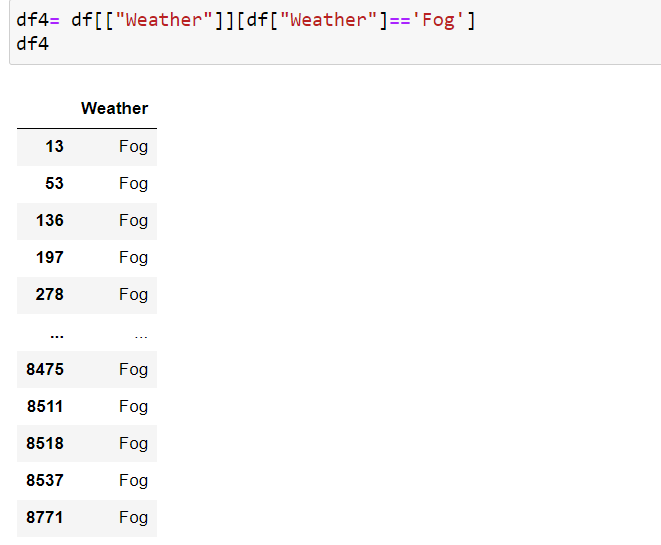 df4= df[["Weather"]][df["Weather"]=='Fog']
df4
Weather
13 Fog
53 Fog
136 Fog
197 Fog
278 Fog
... ...
8475 Fog
8511 Fog
8518 Fog
8537 Fog
8771 Fog